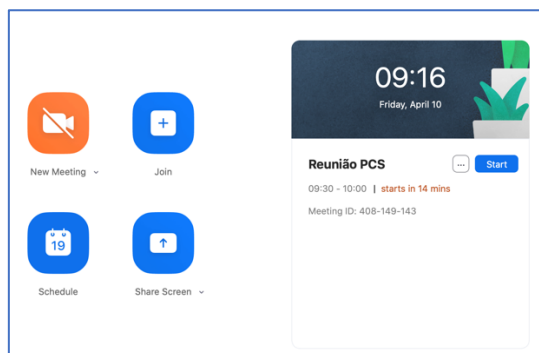 09:16
Friday, April 10
New Meeting
Join
Reunião PCS
... Start
09:30 - 10:00 | starts in 14 mins
Meeting ID: 408-149-143
19
Schedule
Share Screen